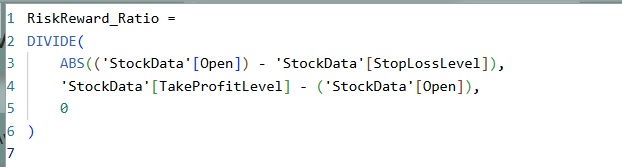 1 RiskReward_Ratio =
2 DIVIDE(
3     ABS(('StockData'[Open]) - 'StockData'[StopLossLevel]),
4     'StockData'[TakeProfitLevel] - ('StockData'[Open]),
5     0
6 )
7